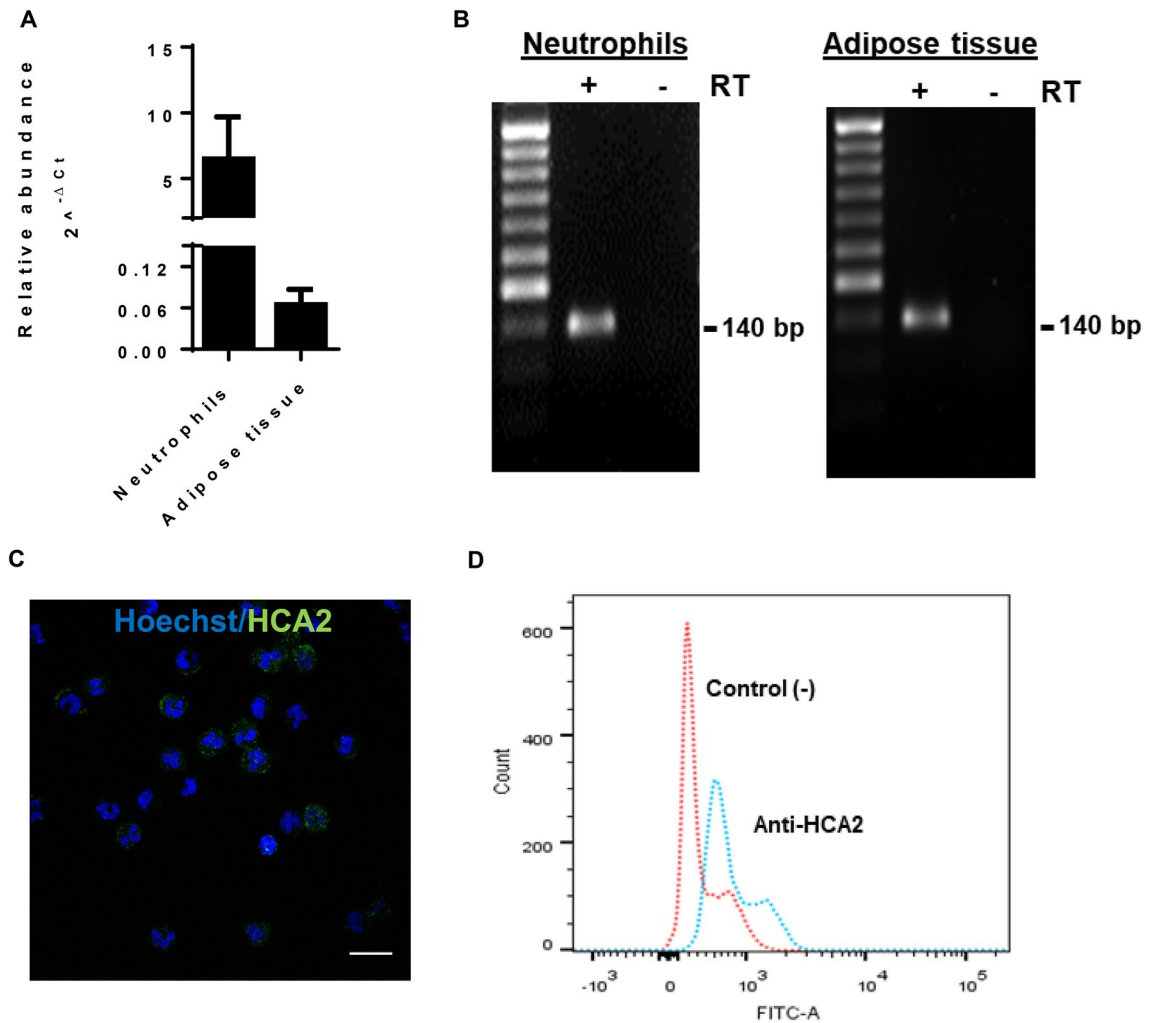 A
Relative abundance
2^-ΔCt
15
10
5
0.12
0.06
0.00
Neutrophils
Adipose tissue
B
Neutrophils
+ - RT
140 bp
Adipose tissue
+ - RT
140 bp
C
Hoechst/HCA2
D
Count
600
400
200
0
Control (-)
Anti-HCA2
-10³ 0 10³ 10⁴ 10⁵
FITC-A